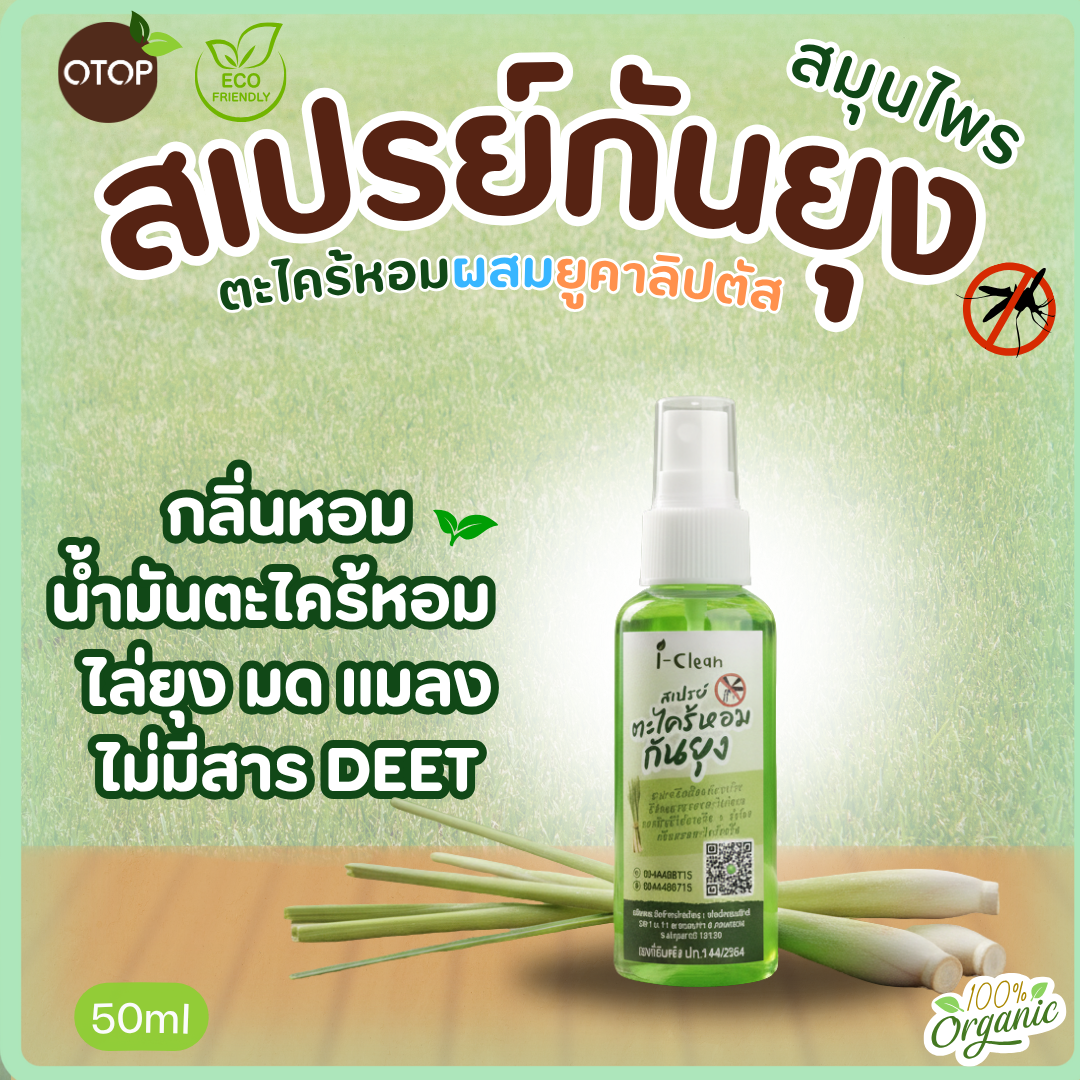 OTOP
ECO
FRIENDLY
สมุนไพร
สเปรย์กันยุง
ตะไคร้หอมผสมยูคาลิปตัส
กลิ่นหอม
น้ำมันตะไคร้หอม
ไล่ยุง มด แมลง
ไม่มีสาร DEET
i-Clean
สเปรย์
ตะไคร้หอม
กันยุง
50ml
100%
Organic